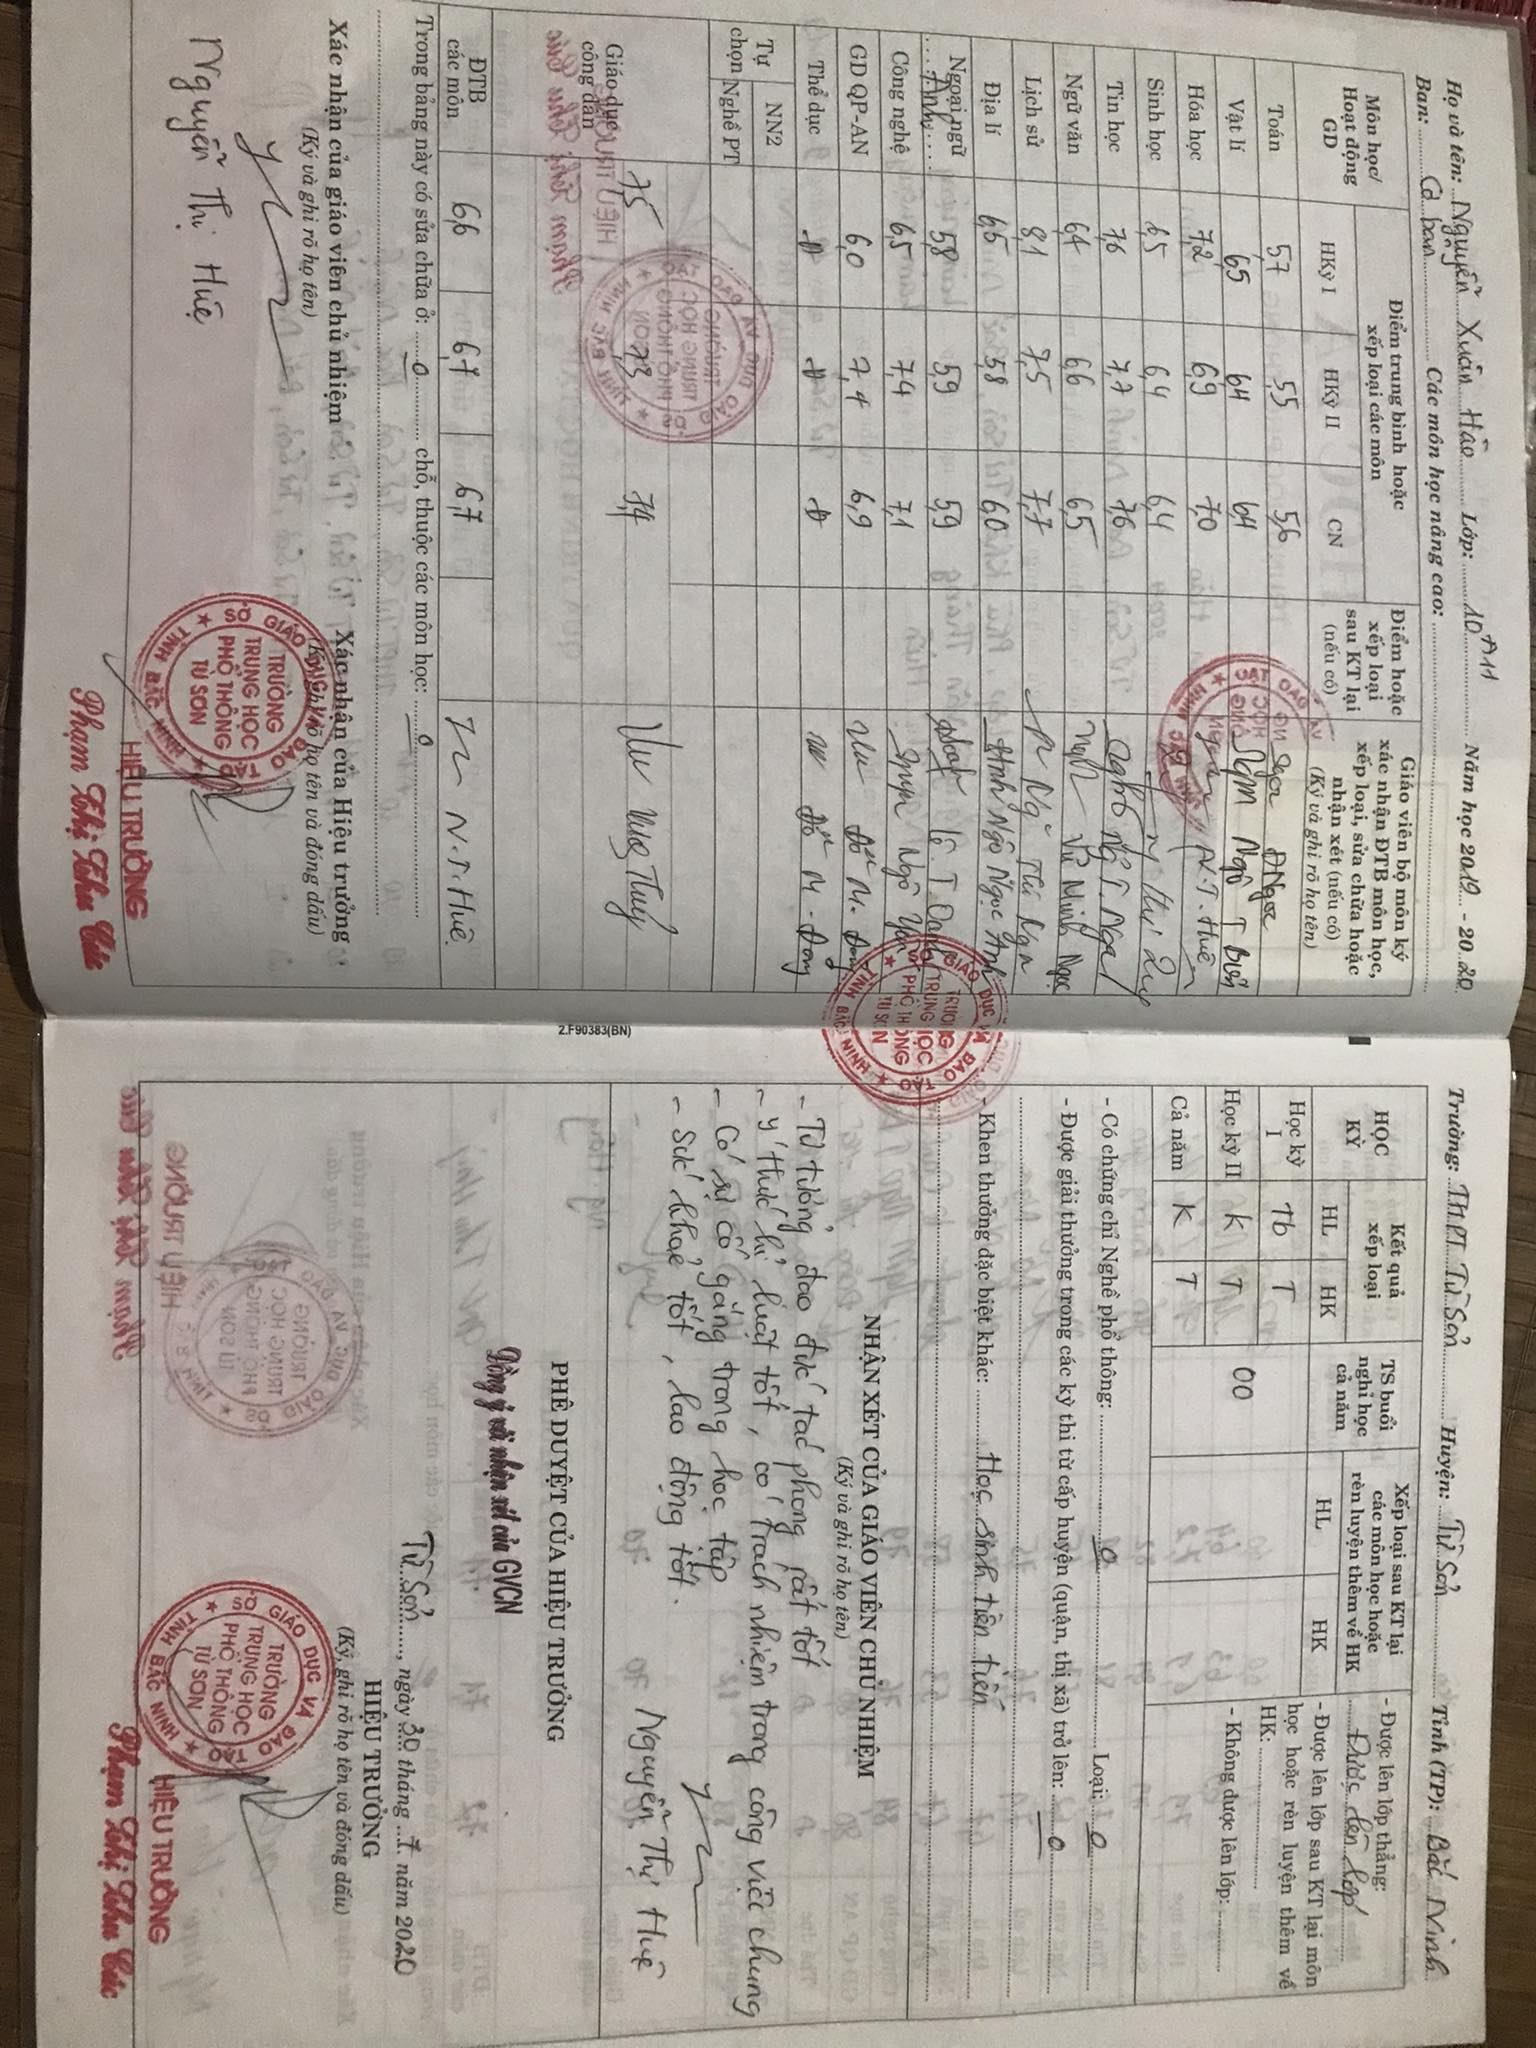 Họ và tên: Nguyễn Xuân Hào Lớp: 10A11 Năm học 2019 - 2020
Ban: Cơ bản Các môn học nâng cao:
Môn học/ Hoạt động GD
Điểm trung bình hoặc xếp loại các môn
HKỳ I HKỳ II CN
Điểm hoặc xếp loại sau KT lại (nếu có)
Giáo viên bộ môn ký xác nhận ĐTB môn học, xếp loại, sửa chữa hoặc nhận xét (nếu có) (Ký và ghi rõ họ tên)
Toán 5,7 5,5 5,6 ĐNgọc
Vật lí 6,5 6,4 6,4 Ngô T
Hóa học 7,2 6,9 7,0 N.T. Huệ
Sinh học 6,5 6,4 6,4
Tin học 7,6 7,7 7,6 Ng T. Nga
Ngữ văn 6,4 6,6 6,5 Vũ Minh Ngọc
Lịch sử 8,1 7,5 7,7
Địa lí 6,5 5,8 6,0 Ngô Ngọc Anh
Ngoại ngữ Anh 5,8 5,9 5,9 Lê T Oanh
Công nghệ 6,5 7,4 7,1 Ngô
GD QP-AN 6,0 7,4 6,9
Thể dục Đ Đ Đ
Tự chọn
NN2
Nghề PT
Giáo dục công dân 7,5 7,3 7,4
ĐTB các môn 6,6 6,7 6,7 N.T. Huệ
Trong bảng này có sửa chữa ở: 0 chỗ, thuộc các môn học: 0
Xác nhận của giáo viên chủ nhiệm
(Ký và ghi rõ họ tên)
Nguyễn Thị Huệ
Xác nhận của Hiệu trưởng
(Ký, ghi rõ họ tên và đóng dấu)
SỞ GIÁO DỤC VÀ ĐÀO TẠO
TRƯỜNG
TRUNG HỌC
PHỔ THÔNG
TỪ SƠN
TỈNH BẮC NINH
HIỆU TRƯỞNG
Phạm Thị Thu Cúc
Trường: THPT Từ Sơn Huyện: Từ Sơn Tỉnh (TP): Bắc Ninh
HỌC KỲ
Kết quả xếp loại
HL HK
TS buổi nghỉ học cả năm
Xếp loại sau KT lại các môn học hoặc rèn luyện thêm về HK
HL HK
- Được lên lớp thẳng:
Được lên lớp
- Được lên lớp sau KT lại môn học hoặc rèn luyện thêm về HK:
- Không được lên lớp:
Học kỳ I Tb T
Học kỳ II K T 00
Cả năm K T
- Có chứng chỉ Nghề phổ thông: 0 Loại: 0
- Được giải thưởng trong các kỳ thi từ cấp huyện (quận, thị xã) trở lên: 0
- Khen thưởng đặc biệt khác: Học sinh tiên tiến
NHẬN XÉT CỦA GIÁO VIÊN CHỦ NHIỆM
(Ký và ghi rõ họ tên)
- Tư tưởng đạo đức tác phong rất tốt
- Ý thức kỉ luật tốt, có trách nhiệm trong công việc chung
- Có sự cố gắng trong học tập
- Sức khoẻ tốt, lao động tốt.
Nguyễn Thị Huệ
2.F90383(BN)
PHÊ DUYỆT CỦA HIỆU TRƯỞNG
Đồng ý với nhận xét của GVCN
Từ Sơn, ngày 30 tháng 7 năm 2020
HIỆU TRƯỞNG
(Ký, ghi rõ họ tên và đóng dấu)
SỞ GIÁO DỤC VÀ ĐÀO TẠO
TRƯỜNG
TRUNG HỌC
PHỔ THÔNG
TỪ SƠN
TỈNH BẮC NINH
HIỆU TRƯỞNG
Phạm Thị Thu Cúc